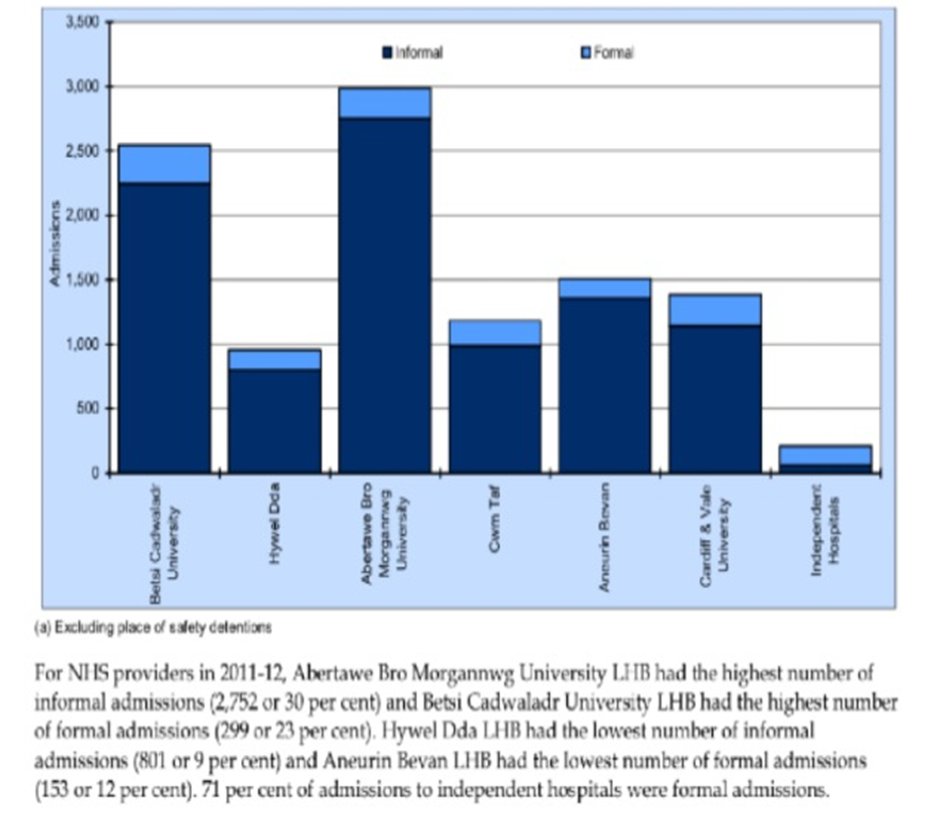 3,500
Informal
Formal
3,000
2,500
2,000
1,500
1,000
500
0
Admissions
Betsi Cadwaladr
University
Hywel Dda
Abertawe Bro
Morgannwg
University
Cwm Taf
Aneurin Bevan
Cardiff & Vale
University
Independent
Hospitals
(a) Excluding place of safety detentions
For NHS providers in 2011-12, Abertawe Bro Morgannwg University LHB had the highest number of
informal admissions (2,752 or 30 per cent) and Betsi Cadwaladr University LHB had the highest number
of formal admissions (299 or 23 per cent). Hywel Dda LHB had the lowest number of informal
admissions (801 or 9 per cent) and Aneurin Bevan LHB had the lowest number of formal admissions
(153 or 12 per cent). 71 per cent of admissions to independent hospitals were formal admissions.